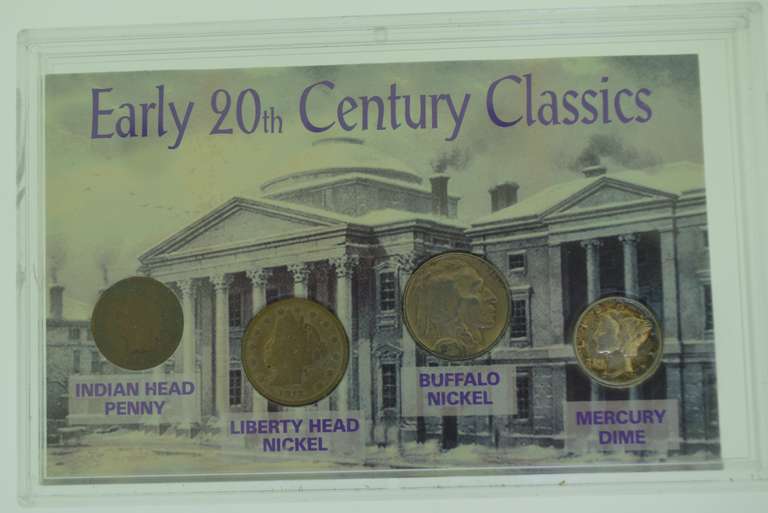 Early 20th Century Classics
INDIAN HEAD
PENNY
LIBERTY HEAD
NICKEL
BUFFALO
NICKEL
MERCURY
DIME